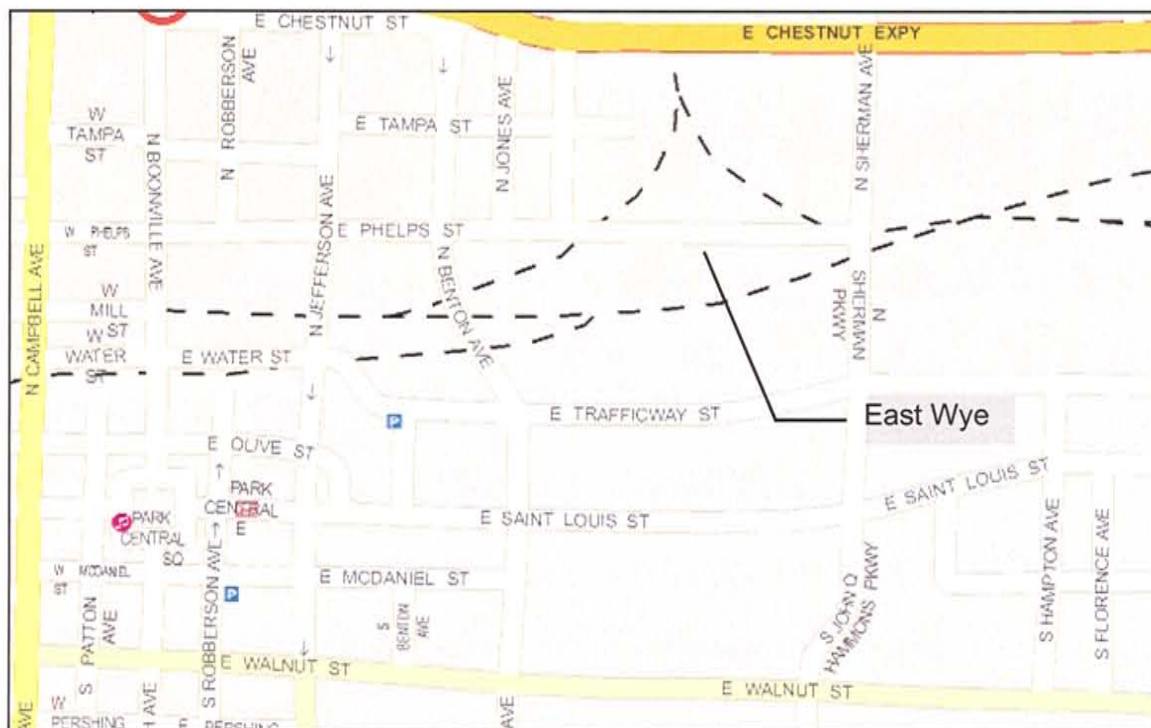 E CHESTNUT ST
E CHESTNUT EXPY
N ROBBERSON
AVE
W
TAMPA
ST
N BOONVILLE AVE
E TAMPA ST
N JONES AVE
N SHERMAN AVE
N JEFFERSON AVE
W PHELPS
ST
E PHELPS ST
N BENTON AVE
N CAMPBELL AVE
W
MILL
ST
W
WATER
ST
E WATER ST
N
SHERMAN
PKWY
P
E TRAFFICWAY ST
East Wye
E OLIVE ST
PARK
CENTRAL
E
PARK
CENTRAL
SQ
E SAINT LOUIS ST
E SAINT LOUIS ST
W MCDANIEL
ST
E MCDANIEL ST
S PATTON
AVE
S ROBBERSON AVE
P
S
BENTON
AVE
S JOHN Q
HAMMONS PKWY
S HAMPTON AVE
S FLORENCE AVE
E WALNUT ST
E WALNUT ST
W
PERSHING
E PERSHING
AVE
H AVE
AVE